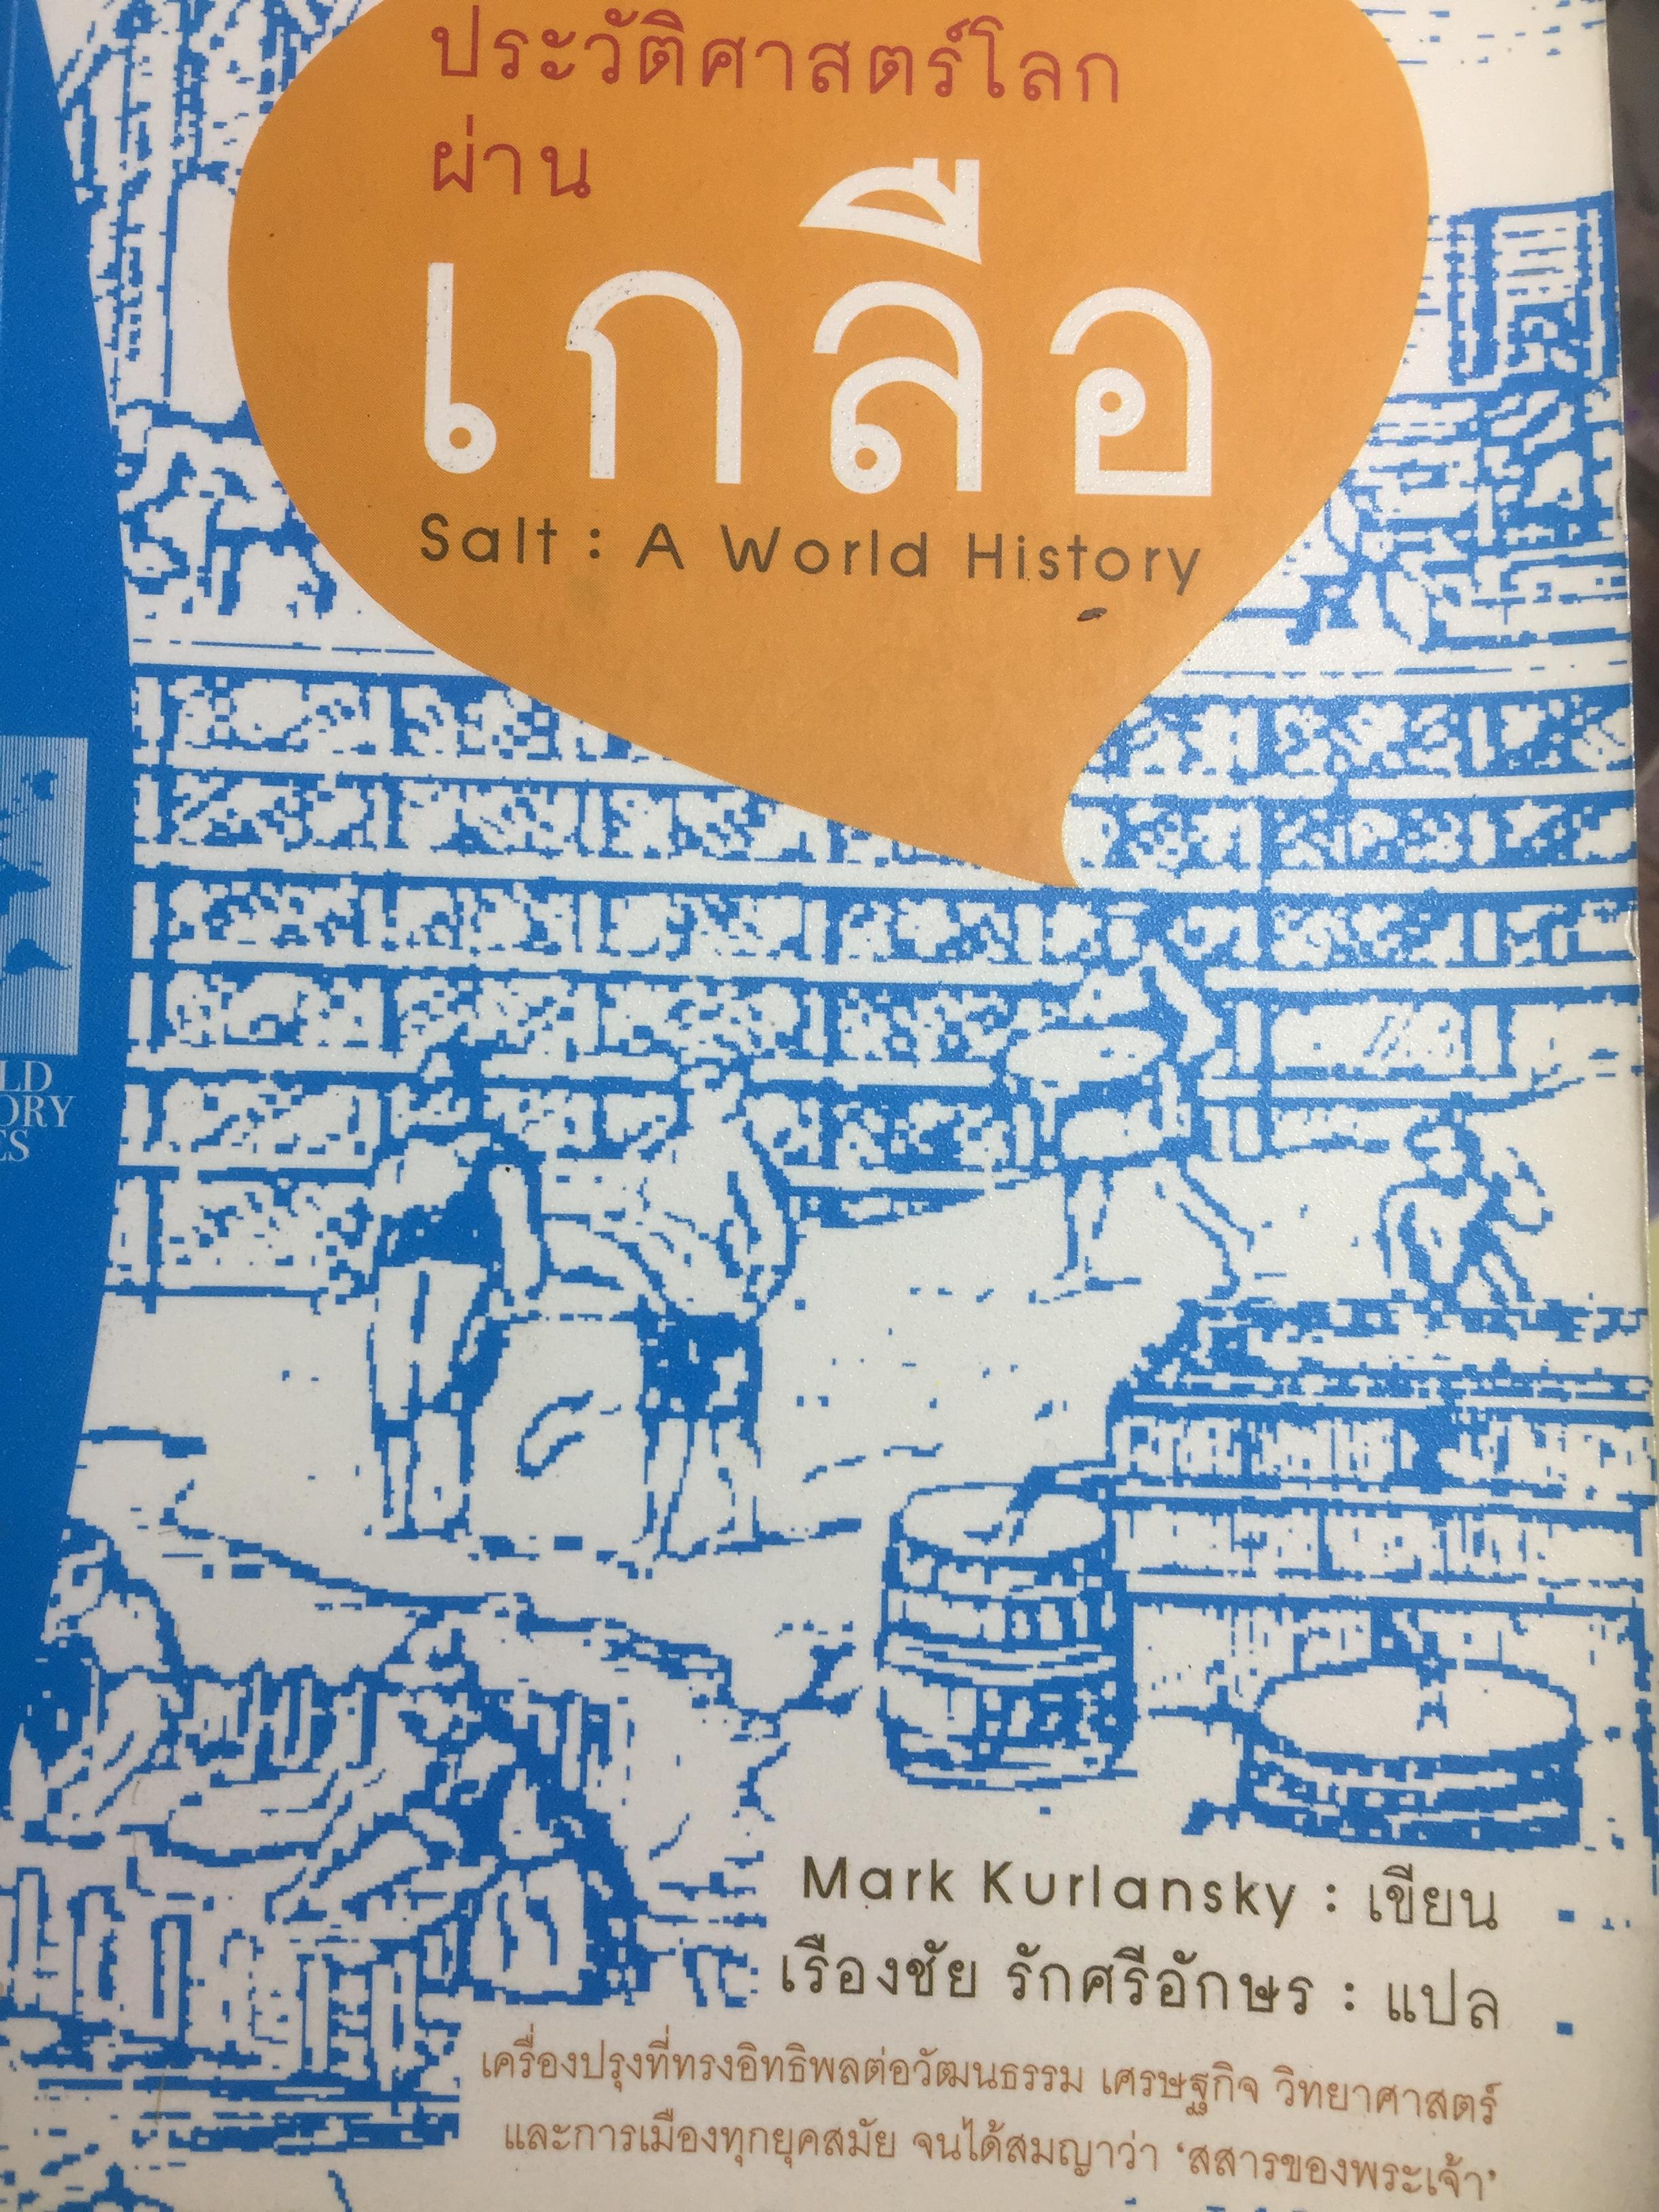 ประวัติศาสตร์โลก
ผ่าน
เกลือ
Salt : A World History
Mark Kurlansky : เขียน
เรืองชัย รักศรีอักษร : แปล
เครื่องปรุงที่ทรงอิทธิพลต่อวัฒนธรรม เศรษฐกิจ วิทยาศาสตร์
และการเมืองทุกยุคสมัย จนได้สมญาว่า ‘สสารของพระเจ้า’